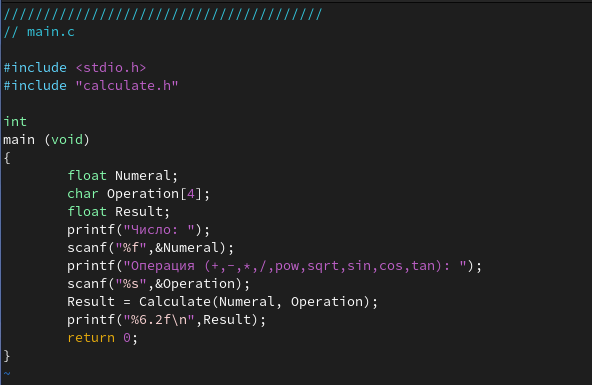 ////////////////////////////////////////
// main.c

#include <stdio.h>
#include "calculate.h"

int
main (void)
{
        float Numeral;
        char Operation[4];
        float Result;
        printf("Число: ");
        scanf("%f",&Numeral);
        printf("Операция (+,-,*,/,pow,sqrt,sin,cos,tan): ");
        scanf("%s",&Operation);
        Result = Calculate(Numeral, Operation);
        printf("%6.2f\n",Result);
        return 0;
}
~